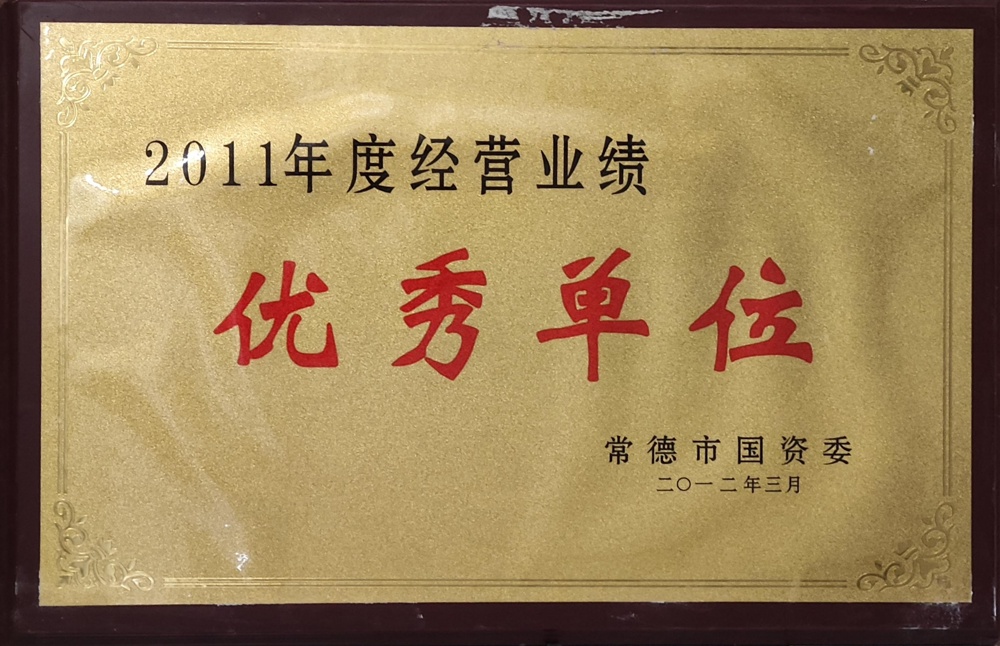 2011年度经营业绩
优秀单位
常德市国资委
二〇一二年三月